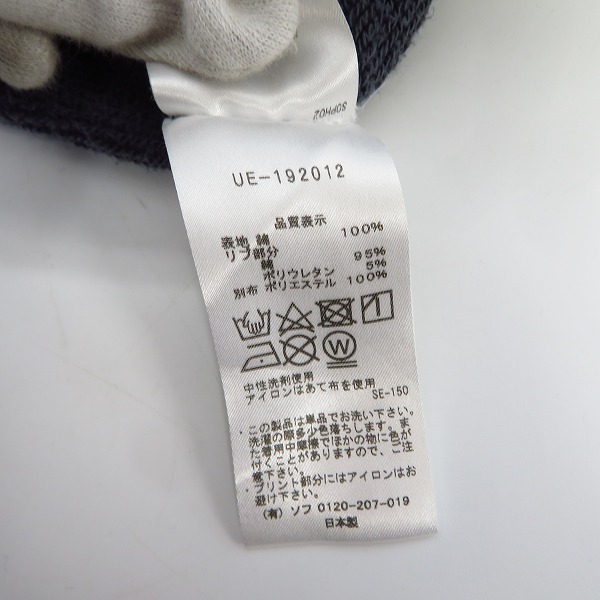 SOPH02
UE-192012
品質表示
表地 綿 100%
リブ部分
綿 95%
ポリウレタン 5%
別布 ポリエステル 100%
W
中性洗剤使用
アイロンはあて布を使用
SE-150
・この製品は単品でお洗い下さい。
洗濯の際多少色落ちします。ま
た着用中摩擦でほかの物に色が
付くことがありますので、ご注
意下さい。
・プリント部分にはアイロンはお
避け下さい。
(有) ソフ 0120-207-019
日本製